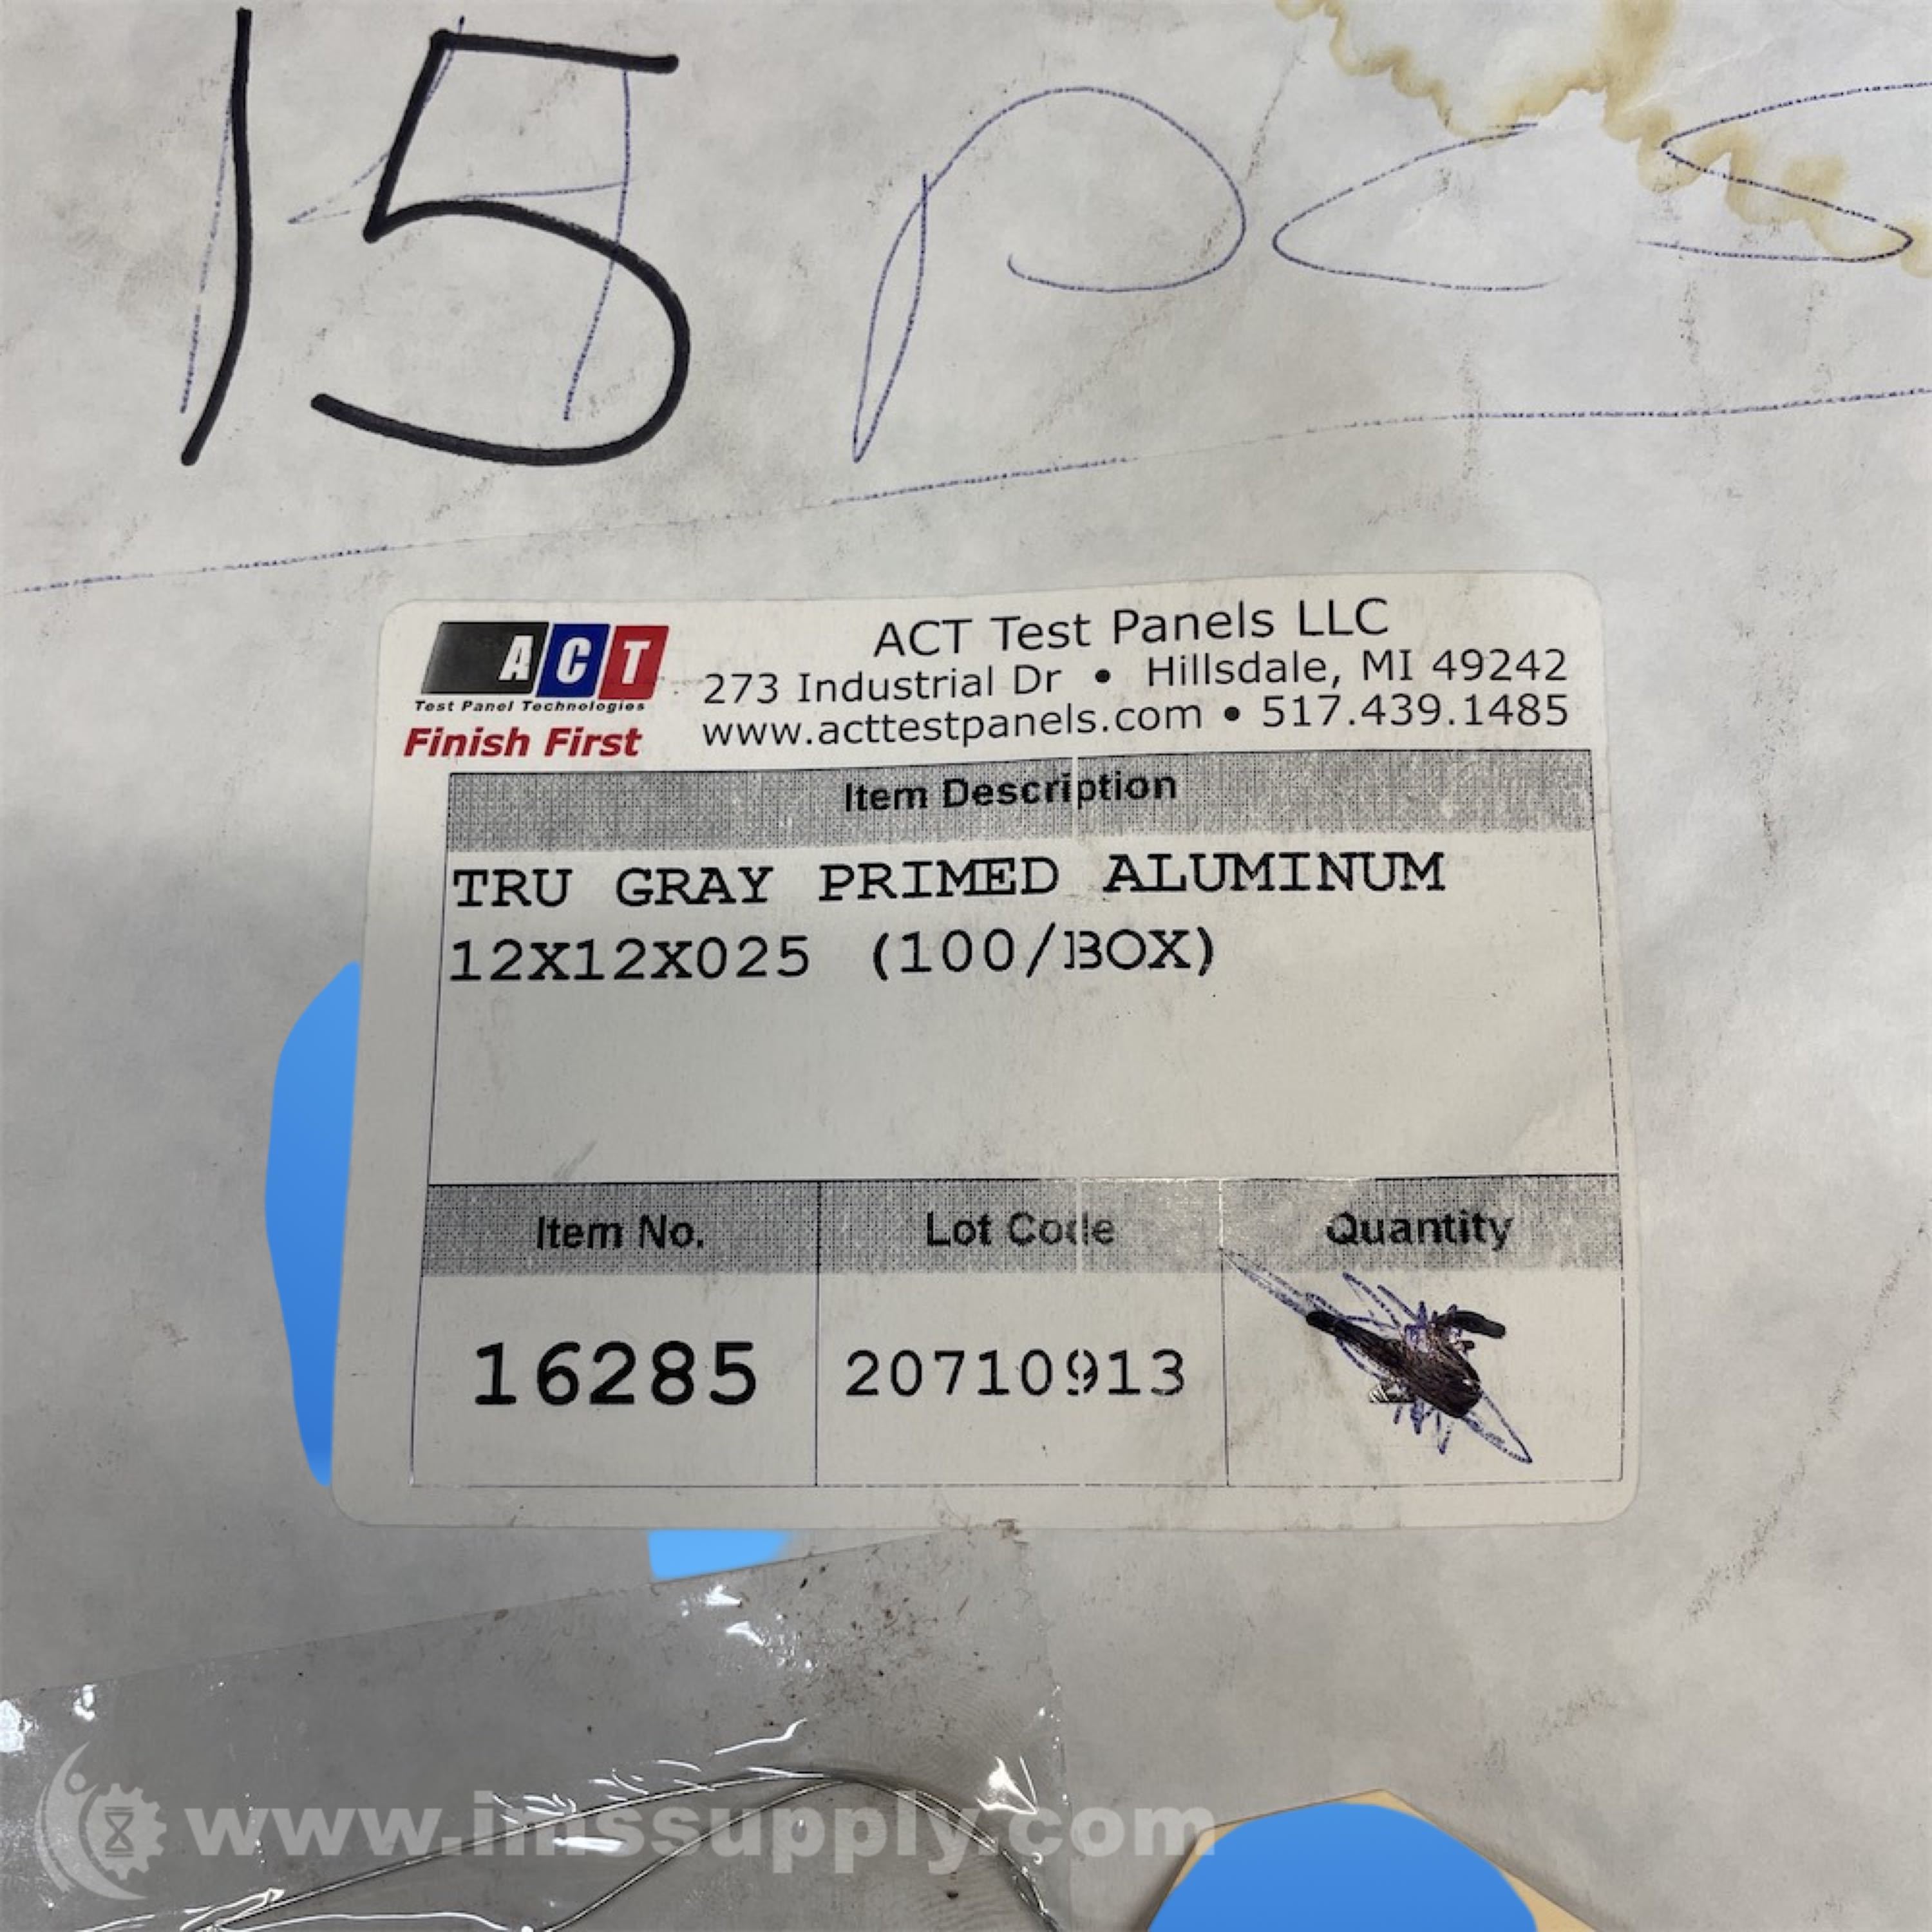 15 pcs
ACT
Test Panel Technologies
Finish First
ACT Test Panels LLC
273 Industrial Dr • Hillsdale, MI 49242
www.acttestpanels.com • 517.439.1485
Item Description
TRU GRAY PRIMED ALUMINUM
12X12X025 (100/BOX)
Item No. Lot Code Quantity
16285 20710913
www.imssupply.com